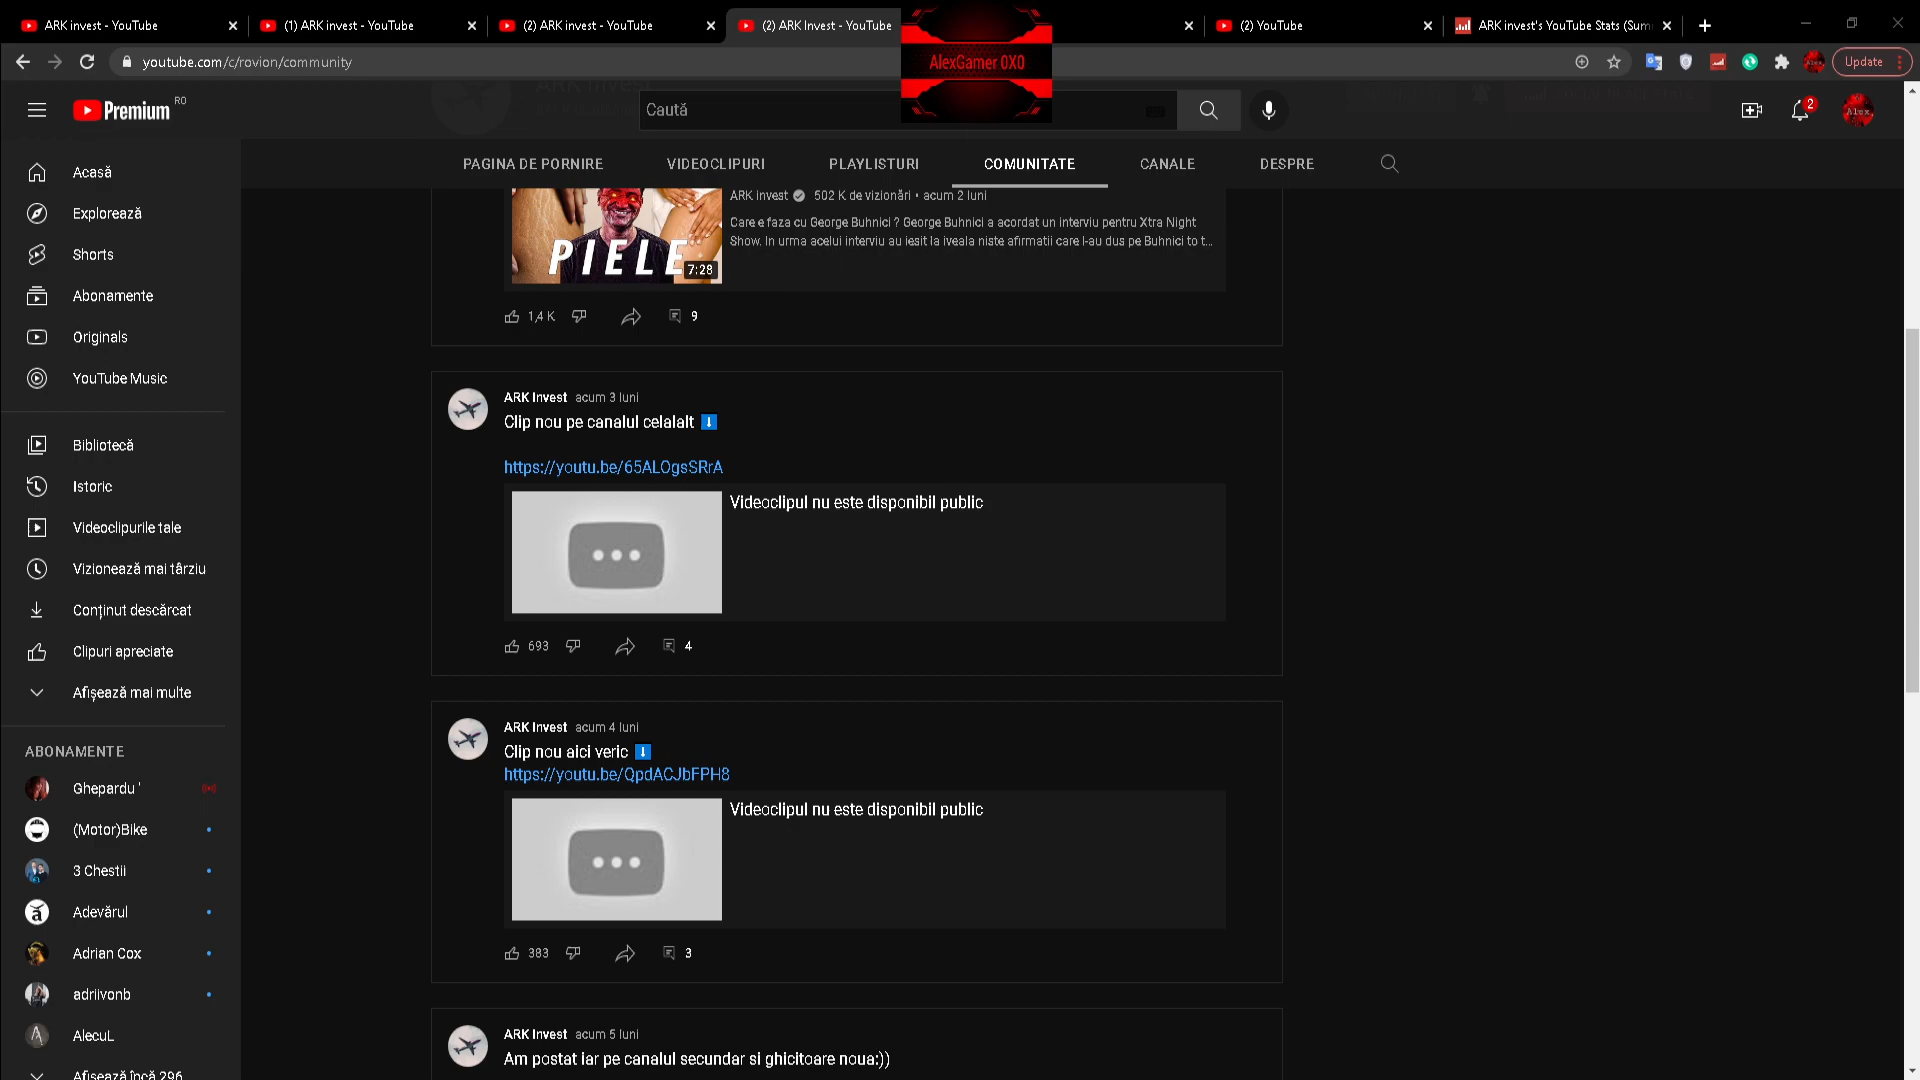 ARK invest - YouTube
(1) ARK invest - YouTube
(2) ARK invest - YouTube
(2) ARK Invest - YouTube
(2) YouTube
ARK invest's YouTube Stats (Sum
youtube.com/c/rovion/community
Update
AlexGamer 0X0
Premium RO
Caută
2
Alex
PAGINA DE PORNIRE
VIDEOCLIPURI
PLAYLISTURI
COMUNITATE
CANALE
DESPRE
Acasă
Explorează
Shorts
Abonamente
Originals
YouTube Music
Bibliotecă
Istoric
Videoclipurile tale
Vizionează mai târziu
Conținut descărcat
Clipuri apreciate
Afișează mai multe
ABONAMENTE
Ghepardu '
(Motor)Bike
3 Chestii
Adevărul
Adrian Cox
adriivonb
AlecuL
Afișează încă 296
PIELE
7:28
ARK invest 502 K de vizionări • acum 2 luni
Care e faza cu George Buhnici ? George Buhnici a acordat un interviu pentru Xtra Night
Show. In urma acelui interviu au iesit la iveala niste afirmatii care l-au dus pe Buhnici to t...
1,4 K
9
ARK Invest acum 3 luni
Clip nou pe canalul celalalt ⬇
https://youtu.be/65ALOgsSRrA
Videoclipul nu este disponibil public
693
4
ARK Invest acum 4 luni
Clip nou aici veric ⬇
https://youtu.be/QpdACJbFPH8
Videoclipul nu este disponibil public
383
3
ARK Invest acum 5 luni
Am postat iar pe canalul secundar si ghicitoare noua:))